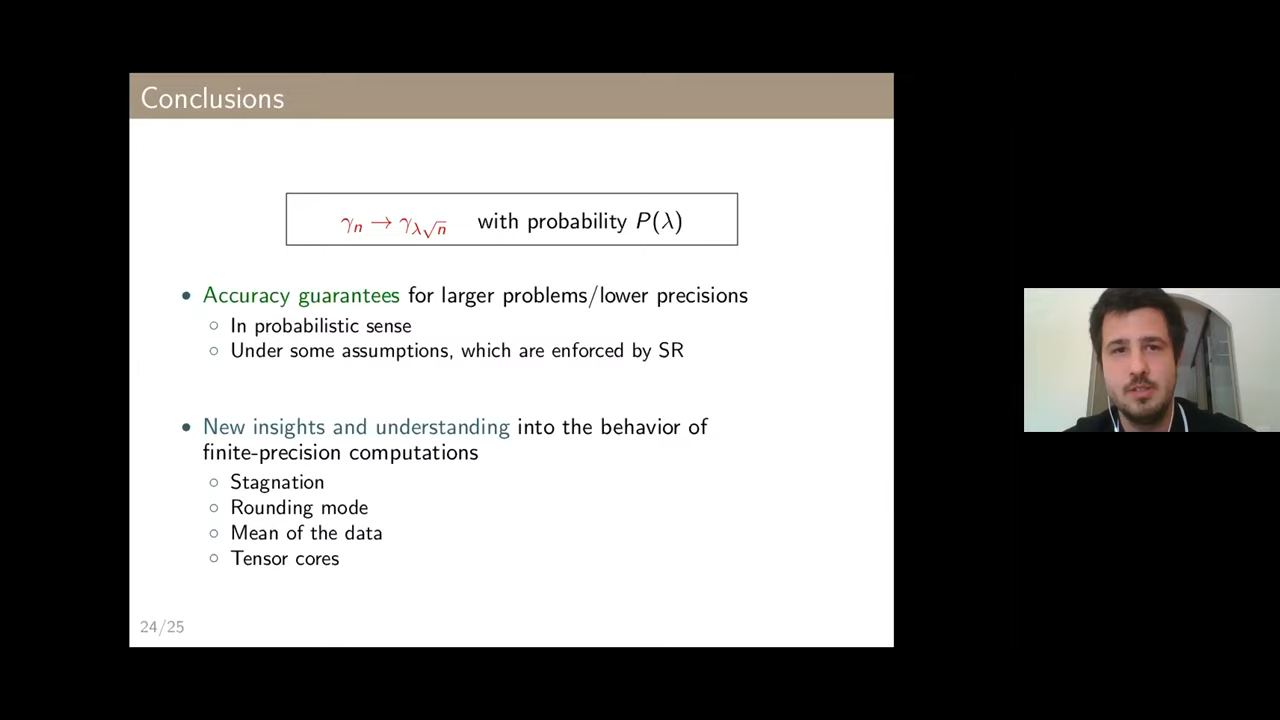 Conclusions
γₙ → γ_{λ√n} with probability P(λ)
• Accuracy guarantees for larger problems/lower precisions
○ In probabilistic sense
○ Under some assumptions, which are enforced by SR
• New insights and understanding into the behavior of
finite-precision computations
○ Stagnation
○ Rounding mode
○ Mean of the data
○ Tensor cores
24/25